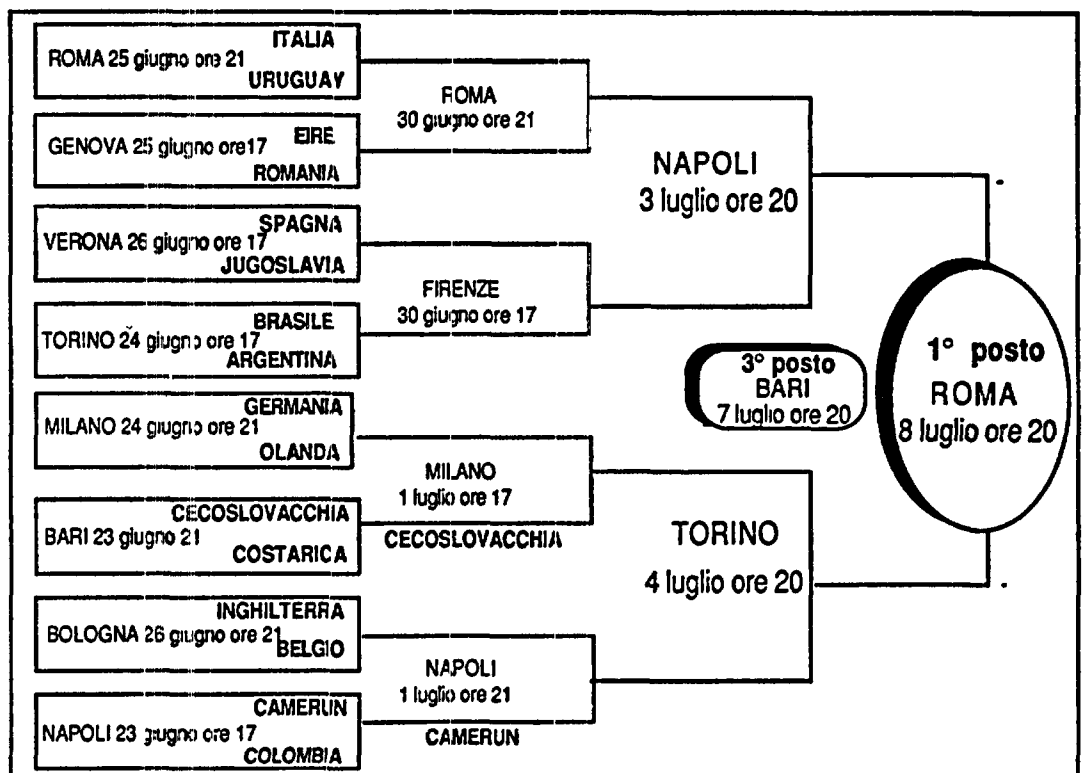 ITALIA
ROMA 25 giugno ore 21
URUGUAY
EIRE
GENOVA 25 giugno ore17
ROMANIA
SPAGNA
VERONA 26 giugno ore 17
JUGOSLAVIA
BRASILE
TORINO 24 giugno ore 17
ARGENTINA
GERMANIA
MILANO 24 giugno ore 21
OLANDA
CECOSLOVACCHIA
BARI 23 giugno 21
COSTARICA
INGHILTERRA
BOLOGNA 26 giugno ore 21
BELGIO
CAMERUN
NAPOLI 23 giugno ore 17
COLOMBIA
ROMA
30 giugno ore 21
FIRENZE
30 giugno ore 17
MILANO
1 luglio ore 17
CECOSLOVACCHIA
NAPOLI
1 luglio ore 21
CAMERUN
NAPOLI
3 luglio ore 20
TORINO
4 luglio ore 20
3° posto
BARI
7 luglio ore 20
1° posto
ROMA
8 luglio ore 20